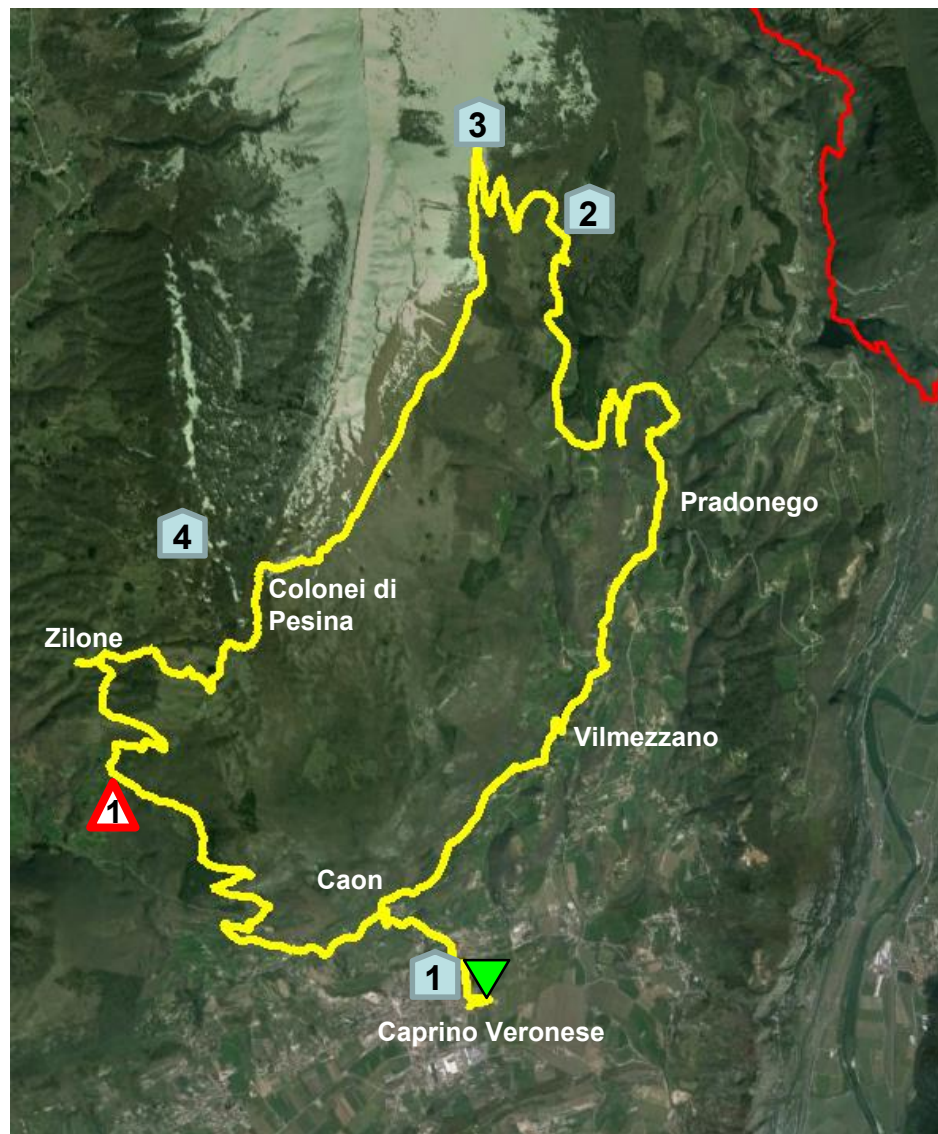 3
2
Pradonego
4
Colonei di
Pesina
Zilone
Vilmezzano
1
Caon
1
Caprino Veronese